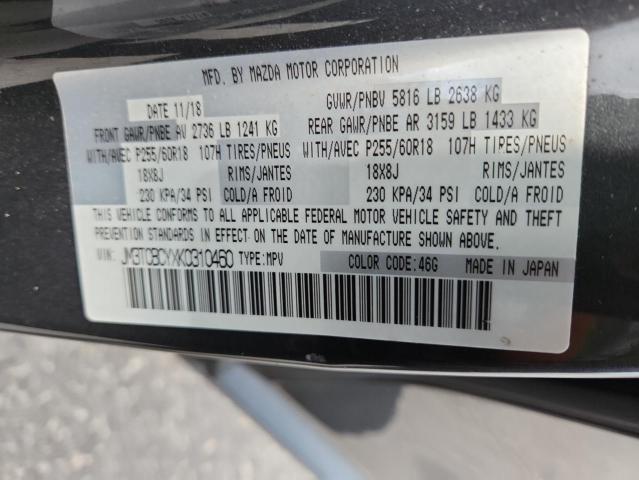 MFD. BY MAZDA MOTOR CORPORATION
DATE 11/18 GVWR/PNBV 5816 LB 2638 KG
FRONT GAWR/PNBE AV 2736 LB 1241 KG REAR GAWR/PNBE AR 3159 LB 1433 KG
WITH/AVEC P255/60R18 107H TIRES/PNEUS WITH/AVEC P255/60R18 107H TIRES/PNEUS
18X8J RIMS/JANTES 18X8J RIMS/JANTES
230 KPA/34 PSI COLD/A FROID 230 KPA/34 PSI COLD/A FROID
THIS VEHICLE CONFORMS TO ALL APPLICABLE FEDERAL MOTOR VEHICLE SAFETY AND THEFT
PREVENTION STANDARDS IN EFFECT ON THE DATE OF MANUFACTURE SHOWN ABOVE.
VIN: JM3TCBCYXK0310460 TYPE:MPV COLOR CODE:46G MADE IN JAPAN